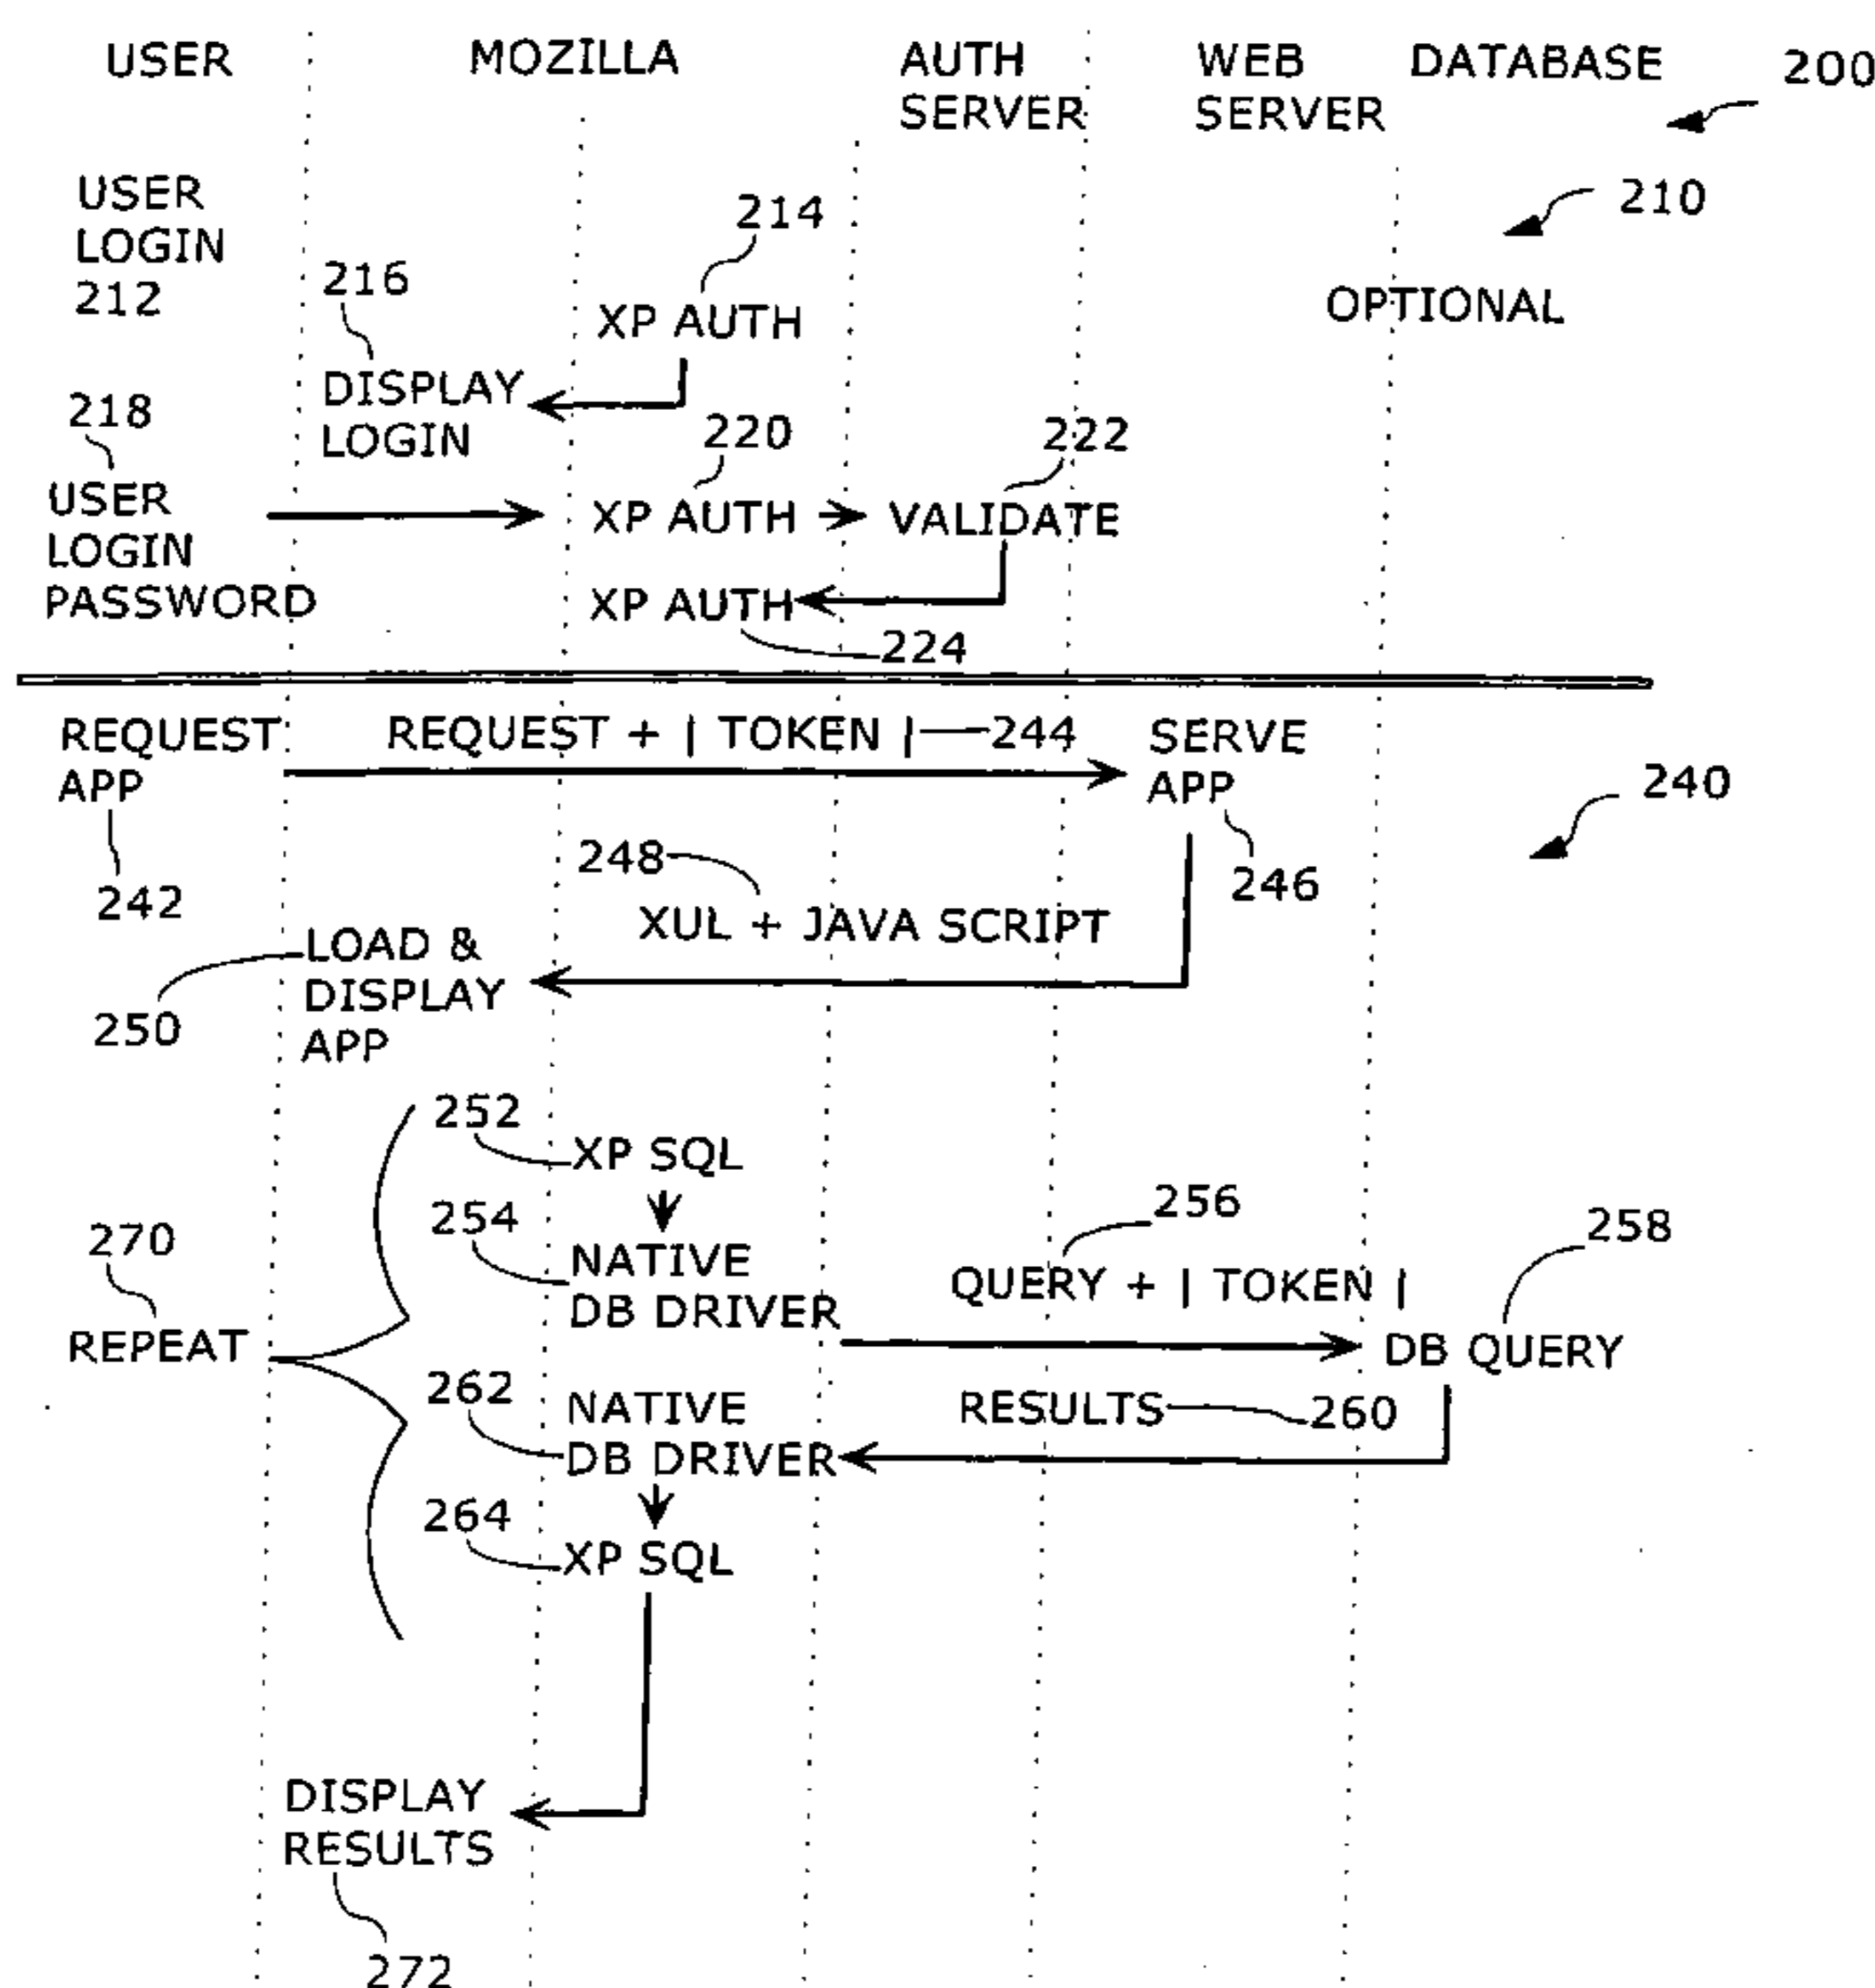 USER MOZILLA AUTH SERVER WEB SERVER DATABASE 200
USER
LOGIN
212
214
210
216
XP AUTH
OPTIONAL
DISPLAY
LOGIN
218
220
222
USER
LOGIN
PASSWORD
XP AUTH
VALIDATE
XP AUTH
224
REQUEST
APP
REQUEST + | TOKEN | 244
SERVE
APP
240
242
248
246
XUL + JAVA SCRIPT
LOAD &
DISPLAY
APP
250
252
XP SQL
254
NATIVE
DB DRIVER
256
258
QUERY + | TOKEN |
270
REPEAT
DB QUERY
262
NATIVE
DB DRIVER
RESULTS 260
264
XP SQL
DISPLAY
RESULTS
272